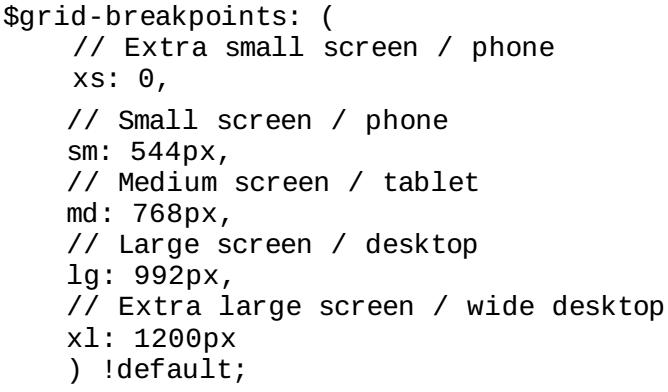 $grid-breakpoints: (
// Extra small screen / phone
xs: 0,
// Small screen / phone
sm: 544px,
// Medium screen / tablet
md: 768px,
// Large screen / desktop
lg: 992px,
// Extra large screen / wide desktop
xl: 1200px
) !default;